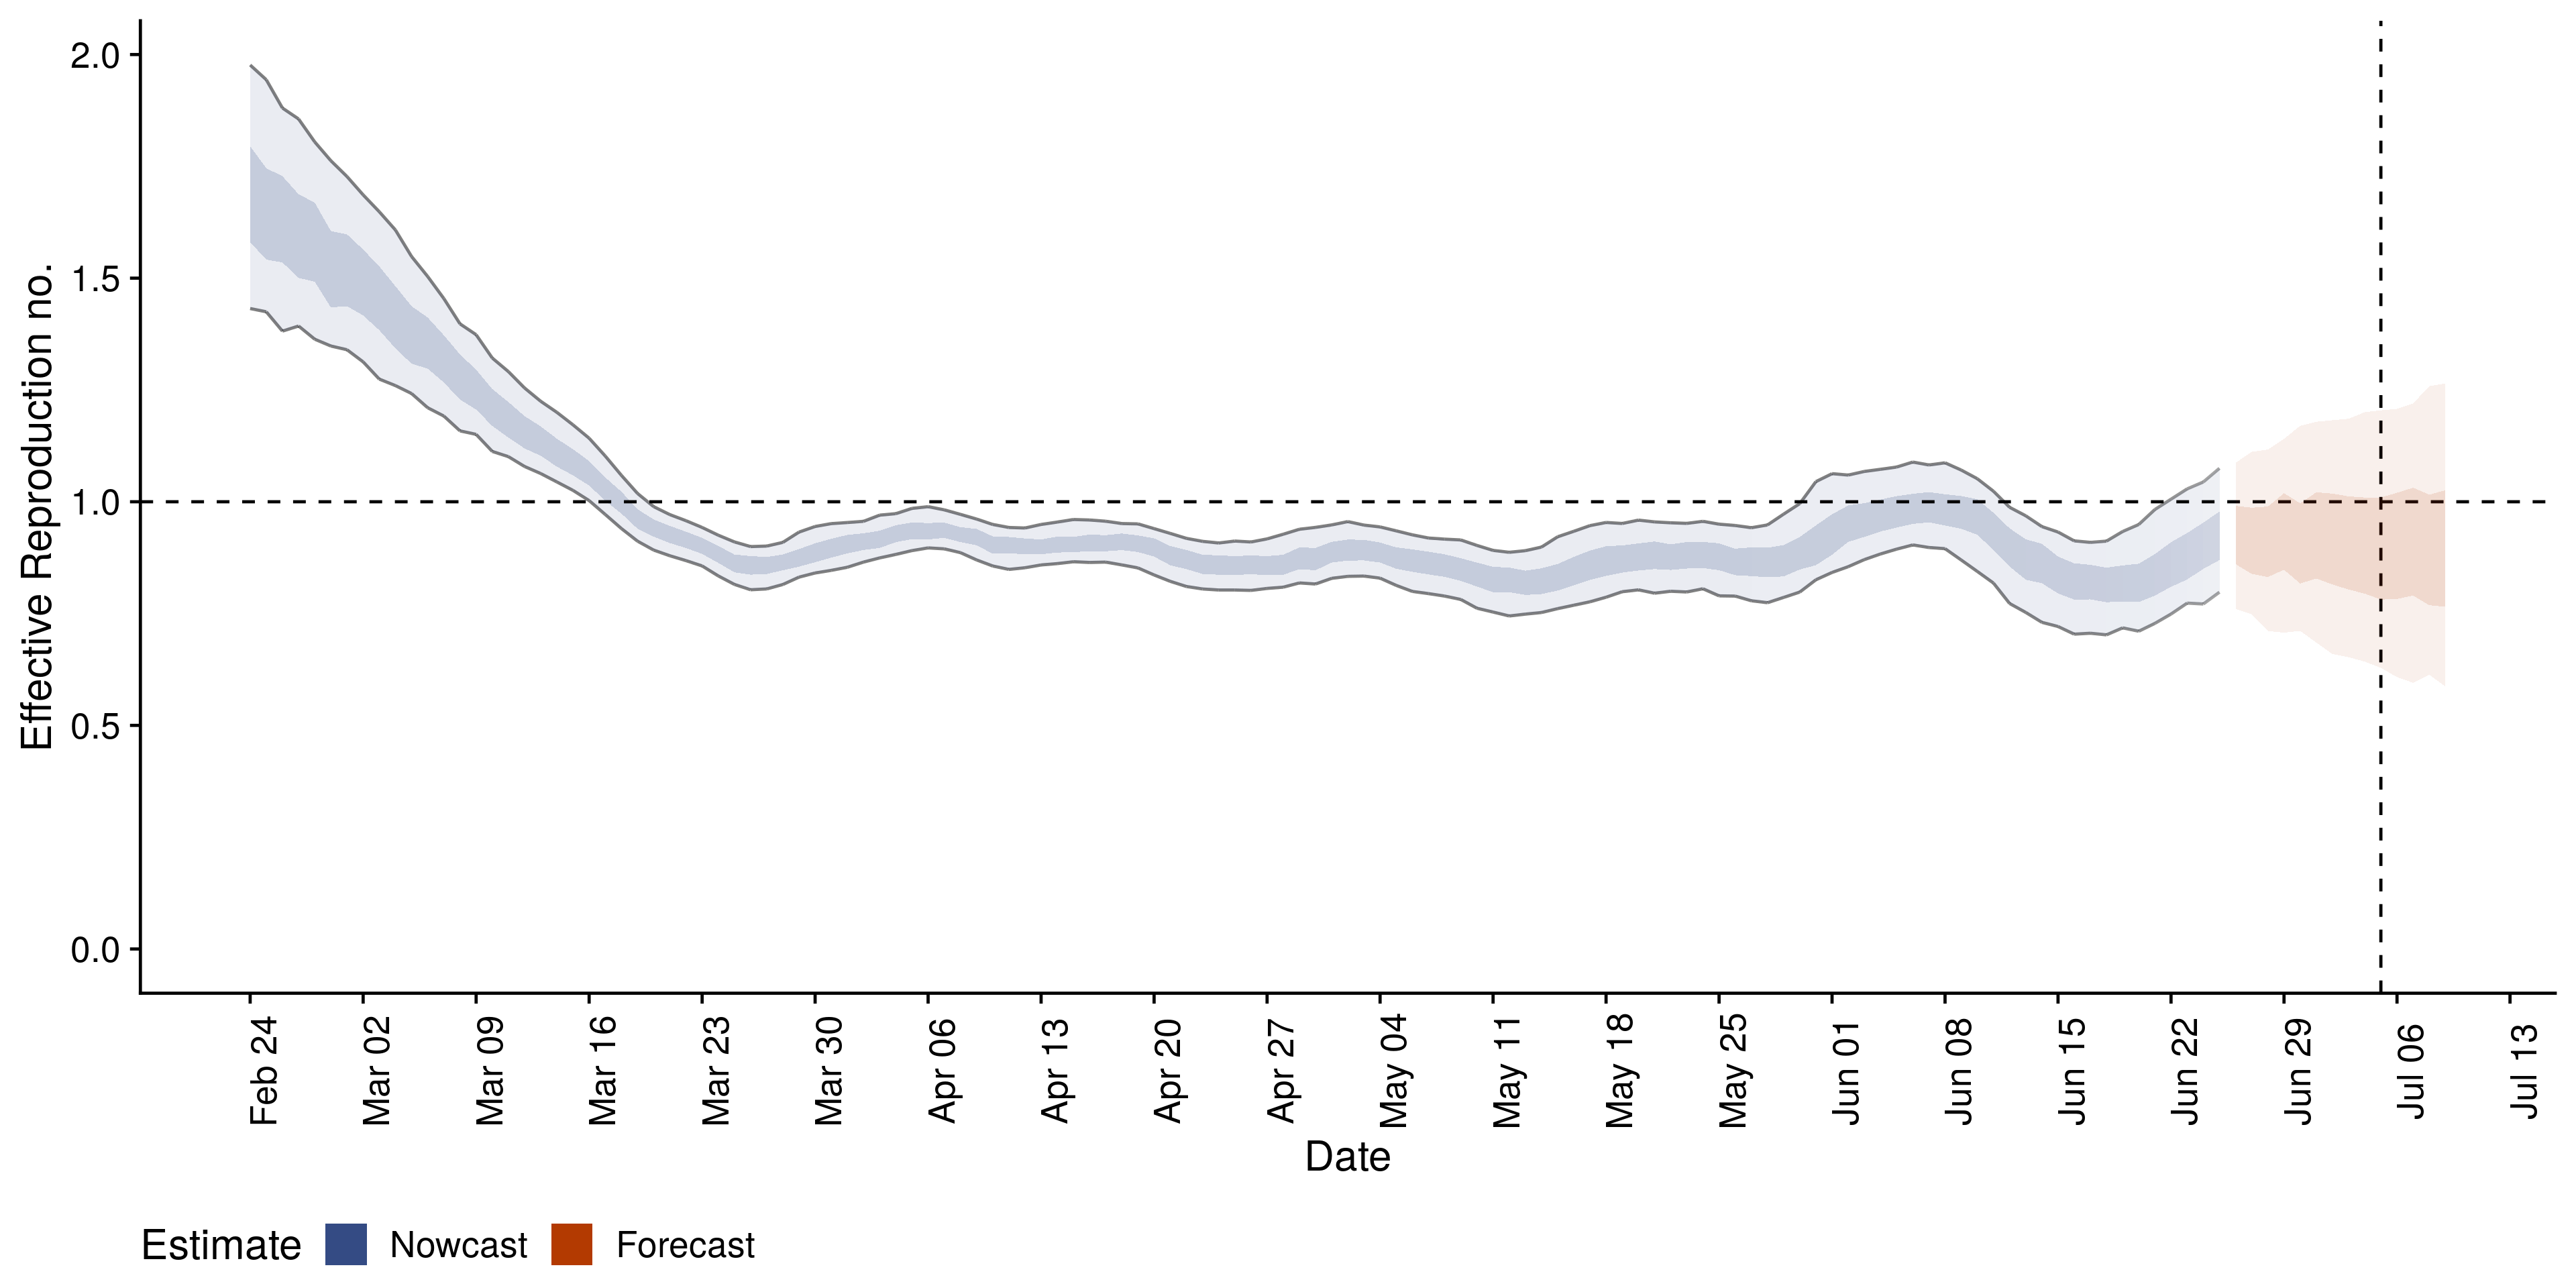 Effective Reproduction no.
2.0
1.5
1.0
0.5
0.0
Feb 24
Mar 02
Mar 09
Mar 16
Mar 23
Mar 30
Apr 06
Apr 13
Apr 20
Apr 27
May 04
May 11
May 18
May 25
Jun 01
Jun 08
Jun 15
Jun 22
Jun 29
Jul 06
Jul 13
Date
Estimate Nowcast Forecast